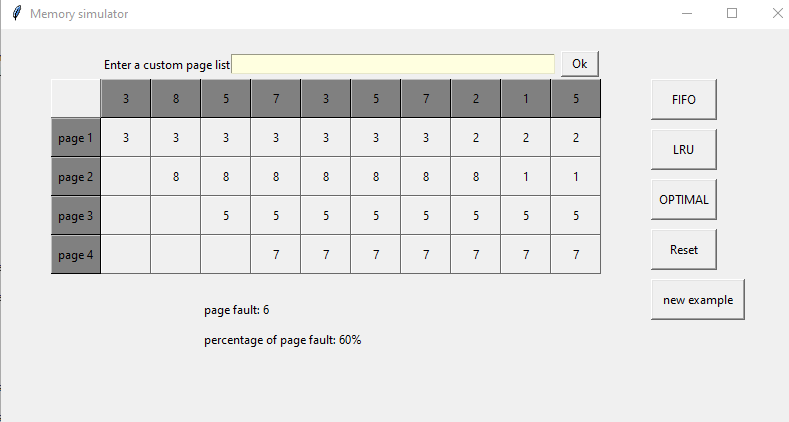 Memory simulator
Enter a custom page list Ok
3 8 5 7 3 5 7 2 1 5 FIFO
page 1 3 3 3 3 3 3 3 2 2 2 LRU
page 2 8 8 8 8 8 8 8 1 1
page 3 5 5 5 5 5 5 5 5 OPTIMAL
page 4 7 7 7 7 7 7 7 Reset
new example
page fault: 6
percentage of page fault: 60%